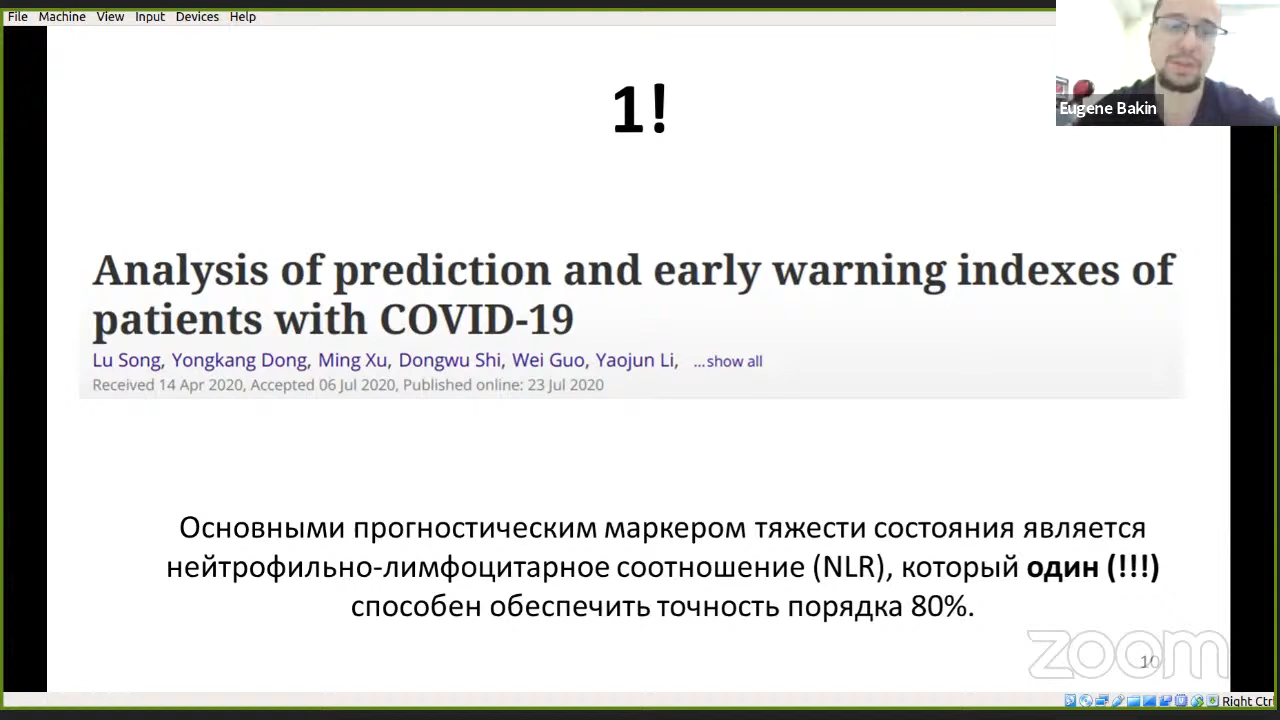 File Machine View Input Devices Help
Eugene Bakin
1!
Analysis of prediction and early warning indexes of
patients with COVID-19
Lu Song, Yongkang Dong, Ming Xu, Dongwu Shi, Wei Guo, Yaojun Li, ...show all
Received 14 Apr 2020, Accepted 06 Jul 2020, Published online: 23 Jul 2020
Основными прогностическим маркером тяжести состояния является
нейтрофильно-лимфоцитарное соотношение (NLR), который один (!!!)
способен обеспечить точность порядка 80%.
zoom
10
Right Ctrl